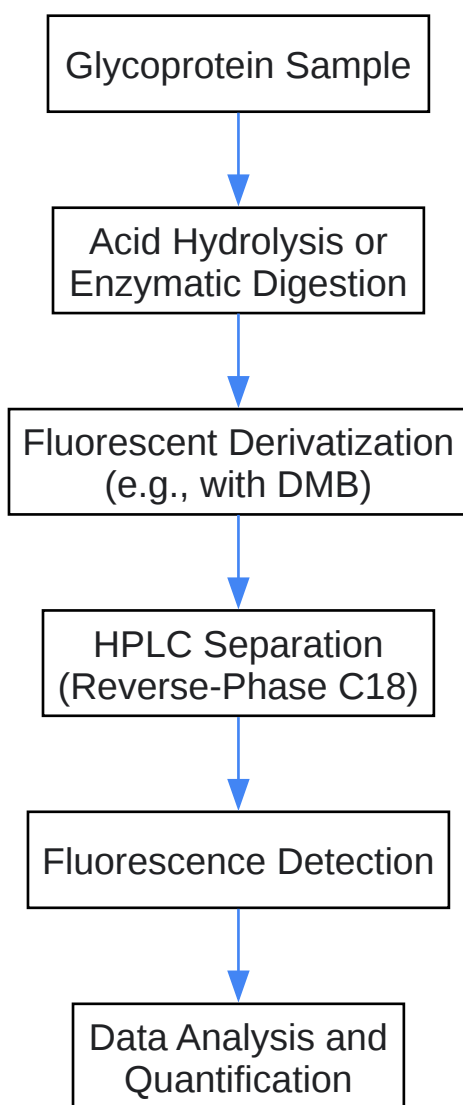 Glycoprotein Sample
Acid Hydrolysis or
Enzymatic Digestion
Fluorescent Derivatization
(e.g., with DMB)
HPLC Separation
(Reverse-Phase C18)
Fluorescence Detection
Data Analysis and
Quantification